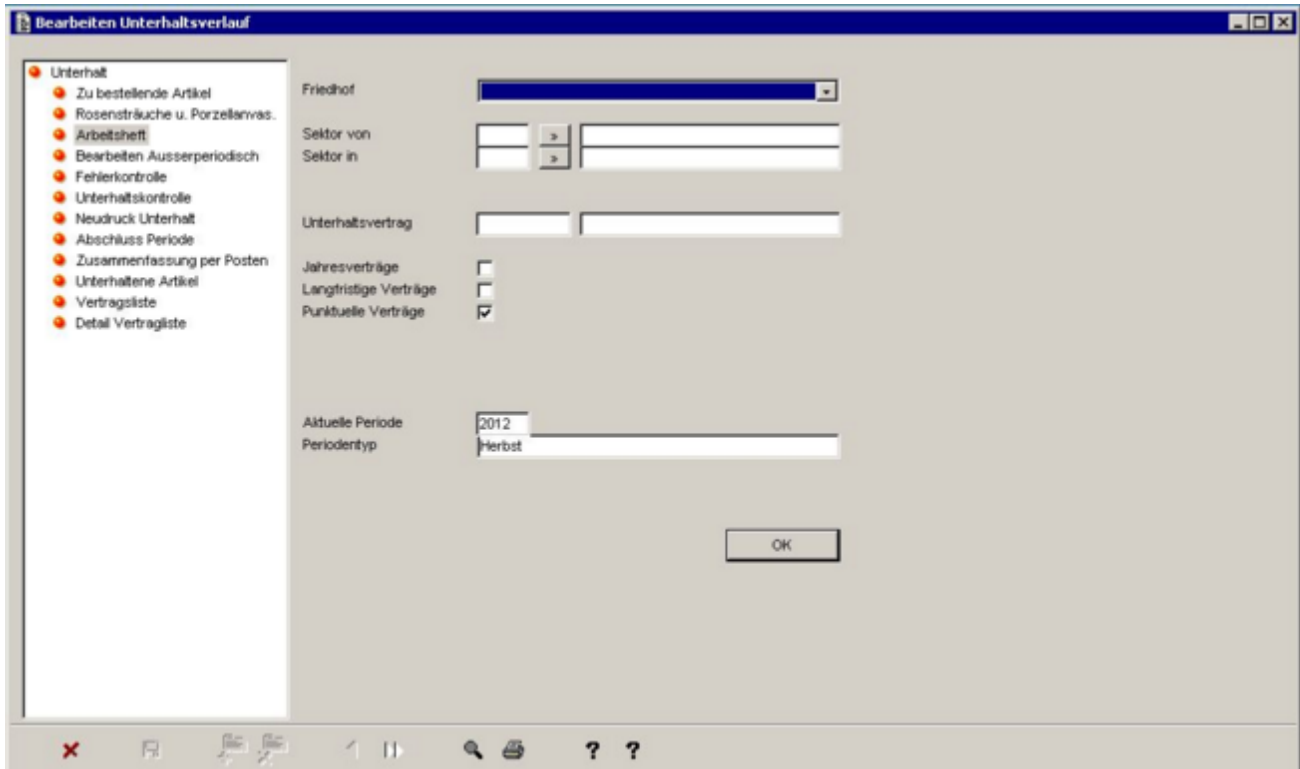 Bearbeiten Unterhaltsverlauf
Unterhalt
Zu bestellende Artikel
Rosensträuche u. Porzellanvas.
Arbeitsheft
Bearbeiten Ausserperiodisch
Fehlerkontrolle
Unterhaltskontrolle
Neudruck Unterhalt
Abschluss Periode
Zusammenfassung per Posten
Unterhaltene Artikel
Vertragsliste
Detail Vertragliste
Friedhof
Sektor von »
Sektor in »
Unterhaltsvertrag
Jahresverträge
Langfristige Verträge
Punktuelle Verträge
Aktuelle Periode 2012
Periodentyp Herbst
OK
? ?